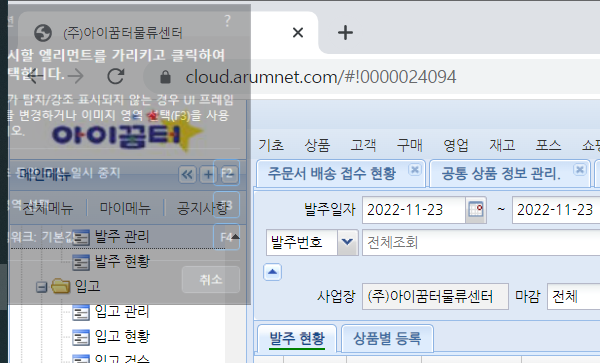 (주)아이꿈터물류센터
?
시할 엘리먼트를 가리키고 클릭하여
택합니다.
cloud.arumnet.com/#!0000024094
가 탐지/강조 표시되지 않는 경우 UI 프레임
를 변경하거나 이미지 영역 선택(F3)을 사용
아이꿈터
기초 상품 고객 구매 영업 재고 포스
메인메뉴
일시 중지
F2
주문서 배송 접수 현황
공통 상품 정보 관리.
전체메뉴 마이메뉴 공지사항
F3
발주일자 2022-11-23 ~ 2022-11-23
워크: 기본값
F4
발주 관리
발주번호 전체조회
발주 현황
입고
취소
입고 관리
사업장 (주)아이꿈터물류센터 마감 전체
입고 현황
발주 현황
상품별 등록
입고 검수